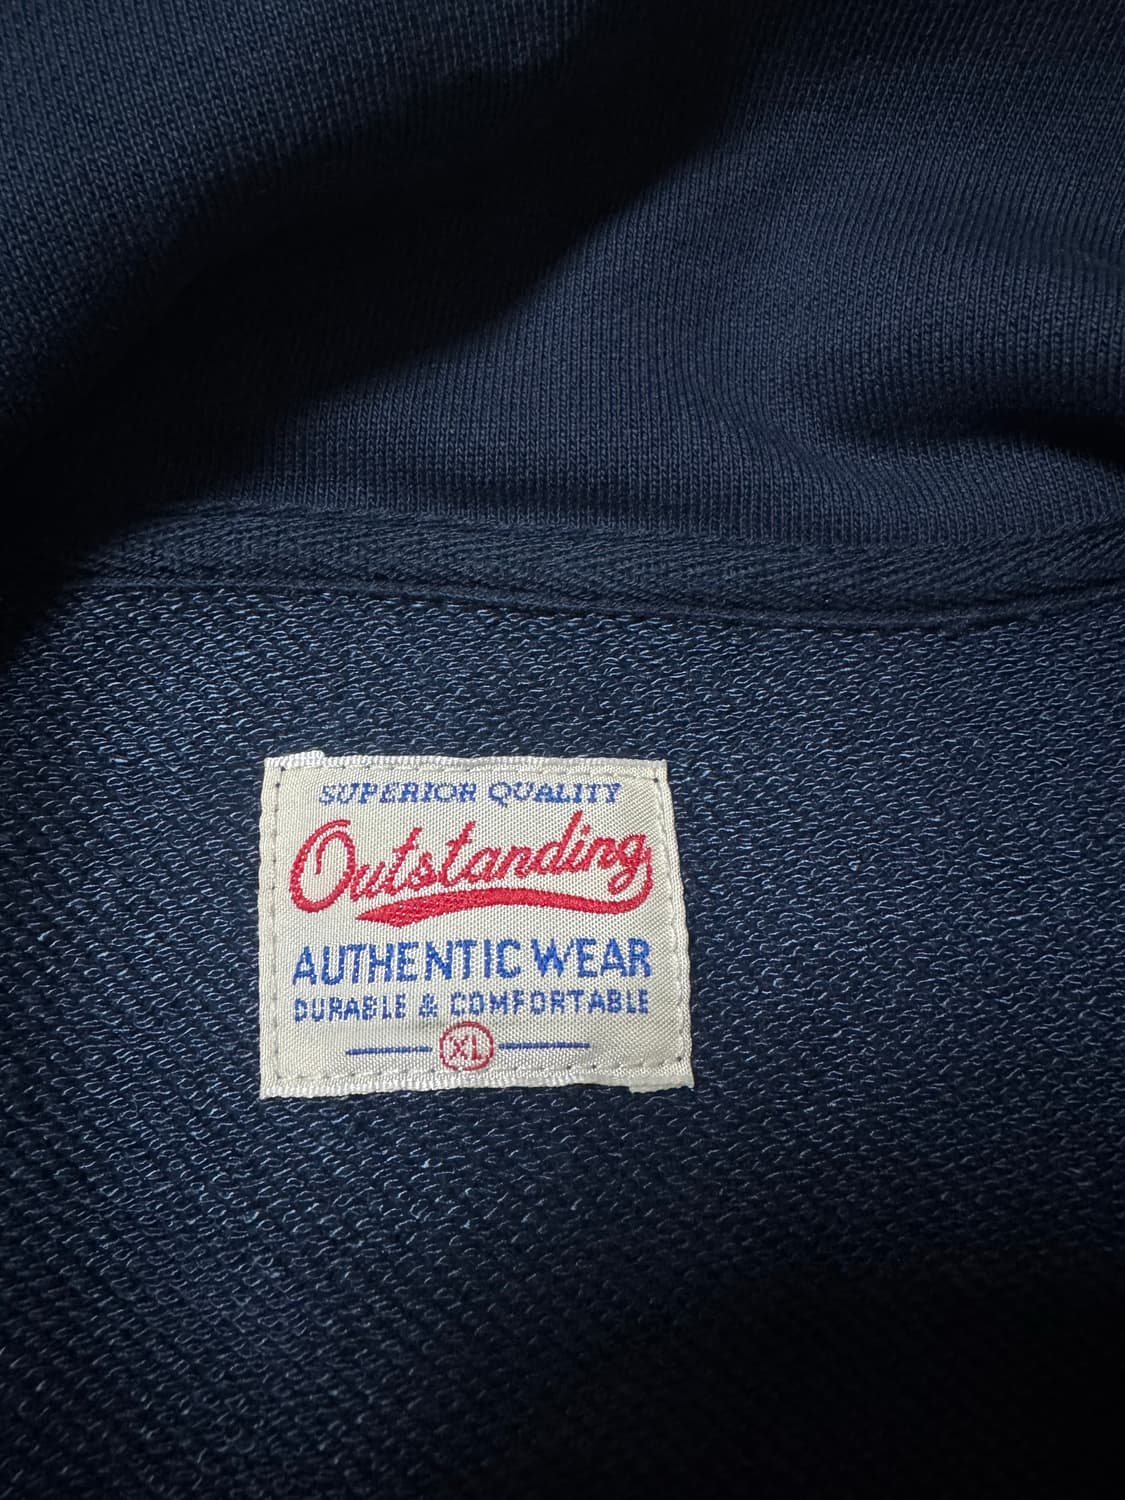 SUPERIOR QUALITY
Outstanding
AUTHENTIC WEAR
DURABLE & COMFORTABLE
XL